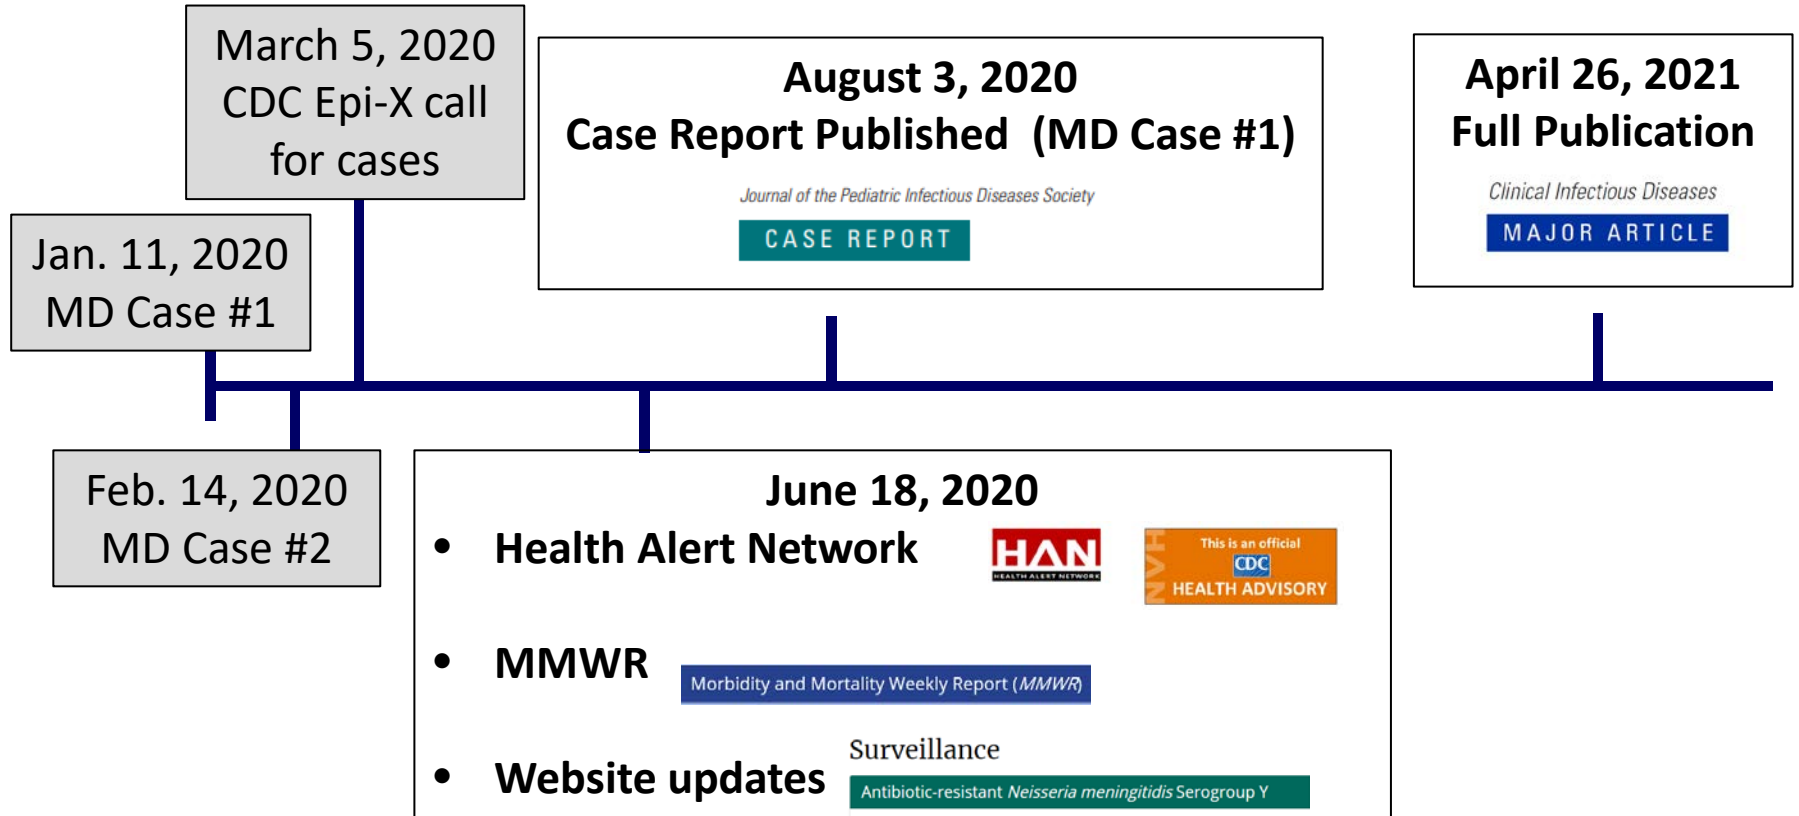 March 5, 2020
CDC Epi-X call
for cases
August 3, 2020
Case Report Published (MD Case #1)
Journal of the Pediatric Infectious Diseases Society
CASE REPORT
April 26, 2021
Full Publication
Clinical Infectious Diseases
MAJOR ARTICLE
Jan. 11, 2020
MD Case #1
Feb. 14, 2020
MD Case #2
June 18, 2020
• Health Alert Network
HAN
HEALTH ALERT NETWORK
HAN
This is an official
CDC
HEALTH ADVISORY
• MMWR
Morbidity and Mortality Weekly Report (MMWR)
• Website updates
Surveillance
Antibiotic-resistant Neisseria meningitidis Serogroup Y